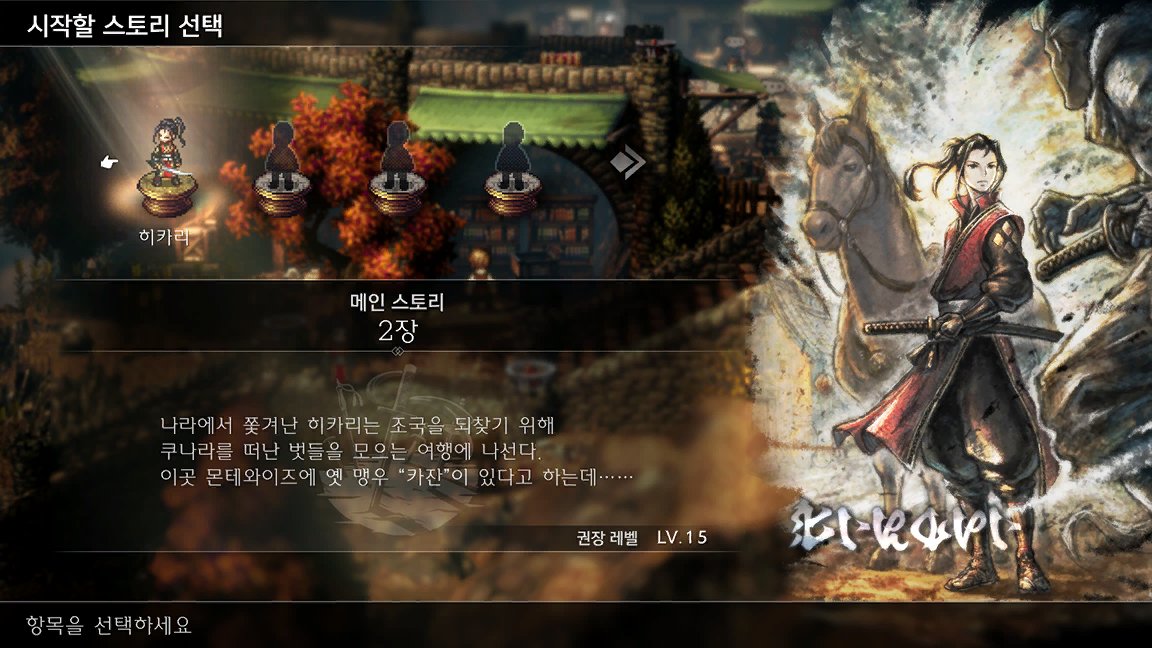 시작할 스토리 선택
히카리
메인 스토리
2장
나라에서 쫓겨난 히카리는 조국을 되찾기 위해
쿠나라를 떠난 벗들을 모으는 여행에 나선다.
이곳 몬테와이즈에 옛 맹우 “카잔”이 있다고 하는데……
권장 레벨 LV.15
항목을 선택하세요